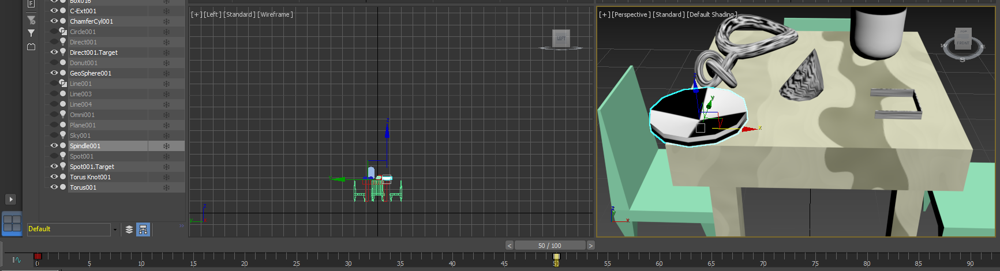 Box016
C-Ext001
ChamferCyl001
Circle001
Direct001
Direct001.Target
Donut001
GeoSphere001
Line001
Line003
Line004
Omni001
Plane001
Sky001
Spindle001
Spot001
Spot001.Target
Torus Knot001
Torus001
Default
[+] [Left] [Standard] [Wireframe]
LEFT
z
y
z
y
[+] [Perspective] [Standard] [Default Shading]
TOP
FRONT
W
E
S
z
y
x
z
y
x
< 50 / 100 >
0 5 10 15 20 25 30 35 40 45 50 55 60 65 70 75 80 85 90